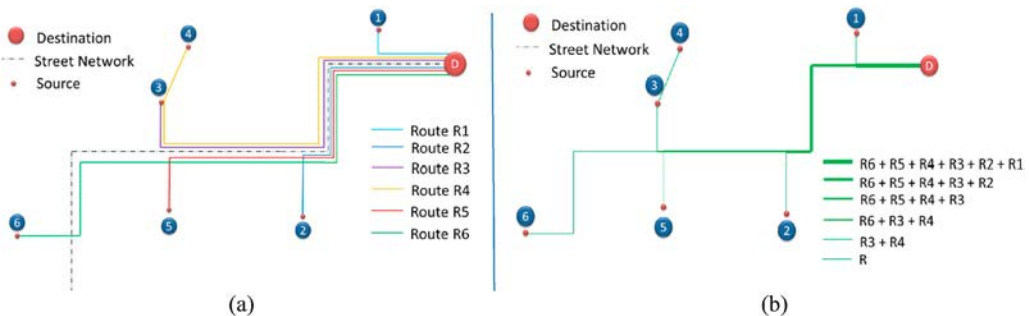 Destination
Street Network
Source
1
4
D
3
5
2
6
Route R1
Route R2
Route R3
Route R4
Route R5
Route R6
(a)
Destination
Street Network
Source
1
4
D
3
5
2
6
R6 + R5 + R4 + R3 + R2 + R1
R6 + R5 + R4 + R3 + R2
R6 + R5 + R4 + R3
R6 + R3 + R4
R3 + R4
R
(b)